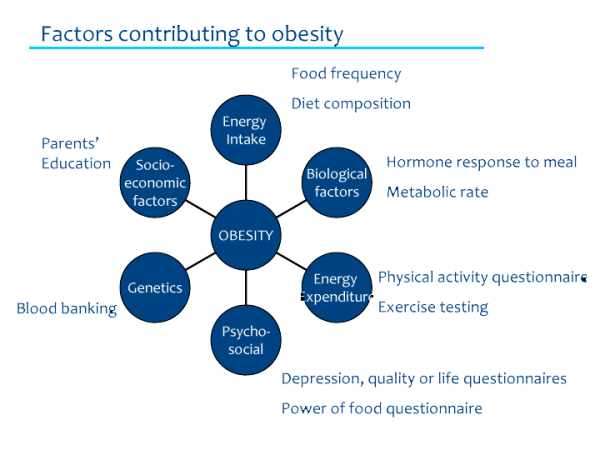 Factors contributing to obesity
Food frequency
Diet composition
Energy
Intake
Parents'
Education
Socio-
economic
factors
Biological
factors
Hormone response to meal
Metabolic rate
OBESITY
Genetics
Energy
Expenditure
Physical activity questionnaire
Exercise testing
Blood banking
Psycho-
social
Depression, quality or life questionnaires
Power of food questionnaire